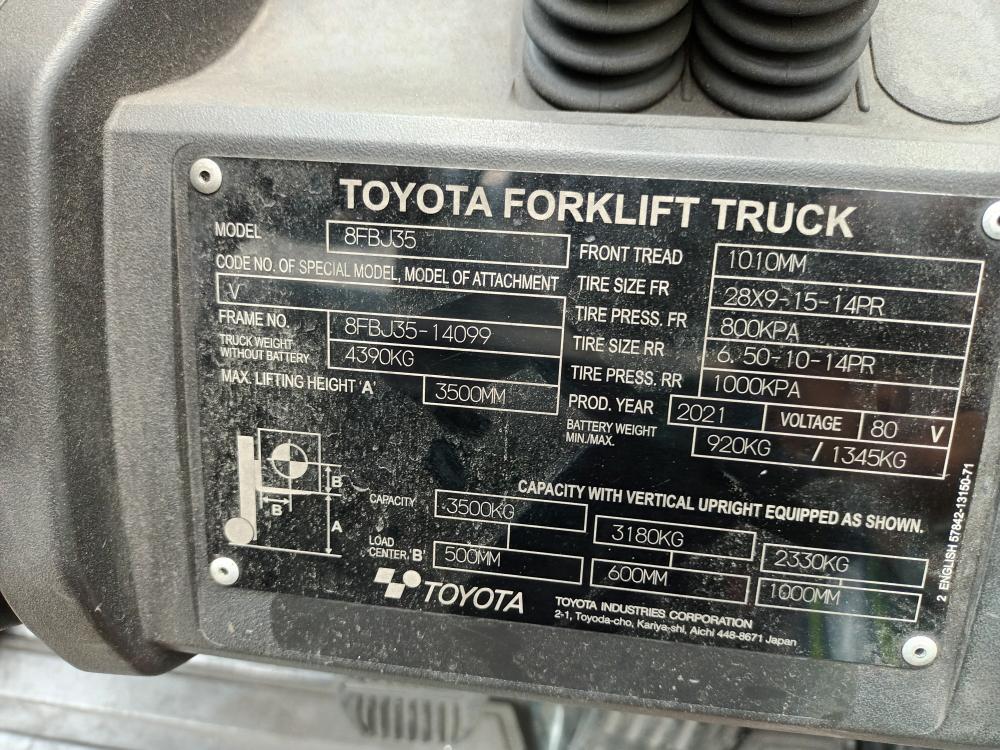 TOYOTA FORKLIFT TRUCK
MODEL 8FBJ35
CODE NO. OF SPECIAL MODEL, MODEL OF ATTACHMENT
V
FRAME NO. 8FBJ35-14099
TRUCK WEIGHT WITHOUT BATTERY 4390KG
MAX. LIFTING HEIGHT 'A' 3500MM
FRONT TREAD 1010MM
TIRE SIZE FR 28X9-15-14PR
TIRE PRESS. FR 800KPA
TIRE SIZE RR 6.50-10-14PR
TIRE PRESS. RR 1000KPA
PROD. YEAR 2021 VOLTAGE 80 V
BATTERY WEIGHT MIN./MAX. 920KG / 1345KG
B
B
A
CAPACITY WITH VERTICAL UPRIGHT EQUIPPED AS SHOWN.
CAPACITY 3500KG 3180KG 2330KG
LOAD CENTER.'B' 500MM 600MM 1000MM
TOYOTA
TOYOTA INDUSTRIES CORPORATION
2-1, Toyoda-cho, Kariya-shi, Aichi 448-8671 Japan
2 ENGLISH 57842-13150-71